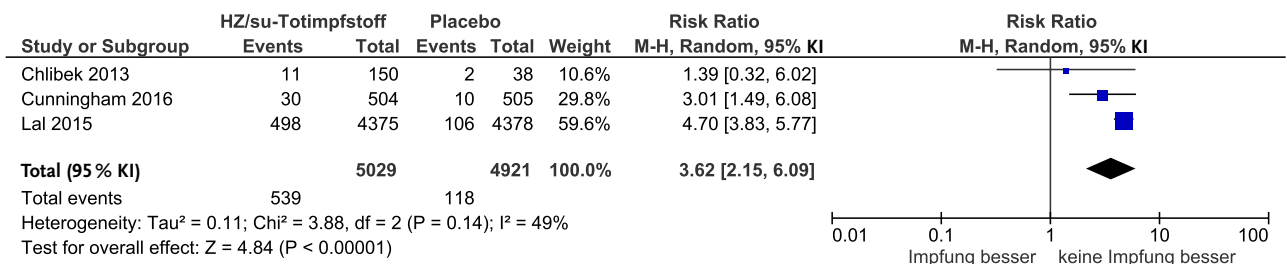 HZ/su-Totimpfstoff Placebo Risk Ratio Risk Ratio
Study or Subgroup Events Total Events Total Weight M-H, Random, 95% KI M-H, Random, 95% KI
Chlibek 2013 11 150 2 38 10.6% 1.39 [0.32, 6.02]
Cunningham 2016 30 504 10 505 29.8% 3.01 [1.49, 6.08]
Lal 2015 498 4375 106 4378 59.6% 4.70 [3.83, 5.77]
Total (95 % KI) 5029 4921 100.0% 3.62 [2.15, 6.09]
Total events 539 118
Heterogeneity: Tau² = 0.11; Chi² = 3.88, df = 2 (P = 0.14); I² = 49%
Test for overall effect: Z = 4.84 (P < 0.00001)
0.01 0.1 1 10 100
Impfung besser keine Impfung besser